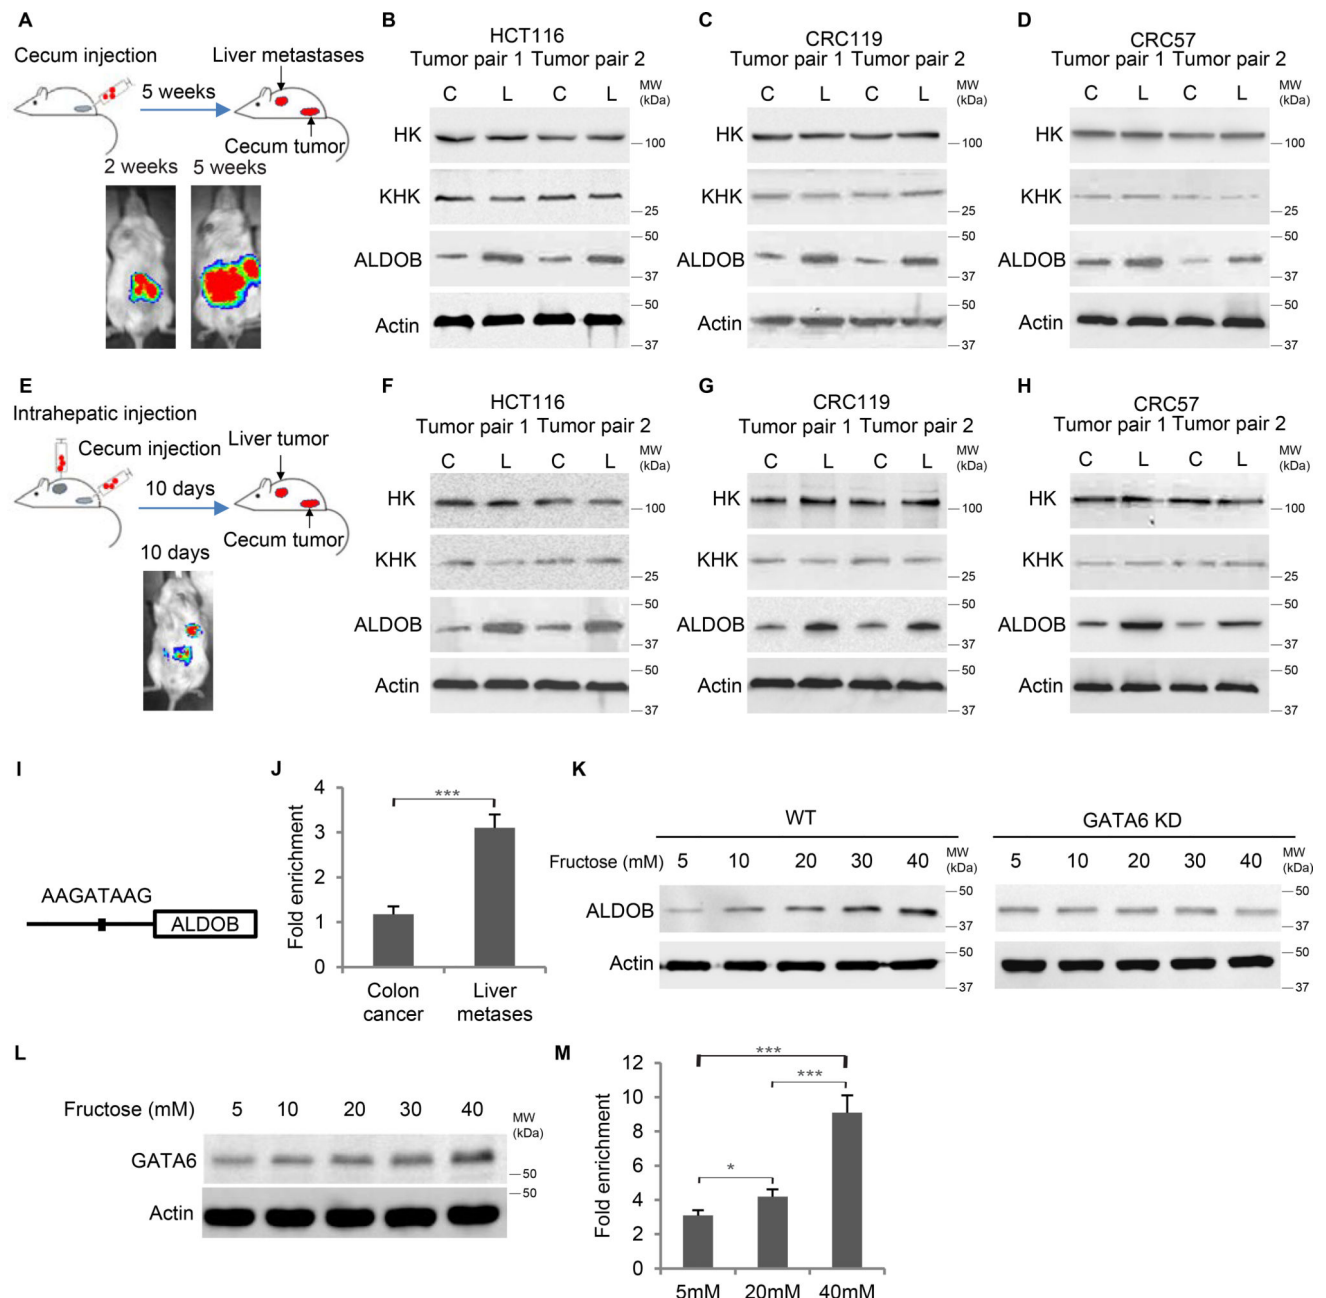 A
Cecum injection
Liver metastases
5 weeks
Cecum tumor
2 weeks
5 weeks
B
HCT116
Tumor pair 1 Tumor pair 2
C L C L
MW
(kDa)
HK
100
KHK
25
ALDOB
50
37
Actin
50
37
C
CRC119
Tumor pair 1 Tumor pair 2
C L C L
MW
(kDa)
HK
100
KHK
25
ALDOB
50
37
Actin
50
37
D
CRC57
Tumor pair 1 Tumor pair 2
C L C L
MW
(kDa)
HK
100
KHK
25
ALDOB
50
37
Actin
50
37
E
Intrahepatic injection
Cecum injection
Liver tumor
10 days
Cecum tumor
10 days
F
HCT116
Tumor pair 1 Tumor pair 2
C L C L
MW
(kDa)
HK
100
KHK
25
ALDOB
50
37
Actin
50
37
G
CRC119
Tumor pair 1 Tumor pair 2
C L C L
MW
(kDa)
HK
100
KHK
25
ALDOB
50
37
Actin
50
37
H
CRC57
Tumor pair 1 Tumor pair 2
C L C L
MW
(kDa)
HK
100
KHK
25
ALDOB
50
37
Actin
50
37
I
AAGATAAG
ALDOB
J
Fold enrichment
4
3
2
1
0
***
Colon
cancer
Liver
metases
K
WT
GATA6 KD
Fructose (mM) 5 10 20 30 40 MW
(kDa)
5 10 20 30 40 MW
(kDa)
ALDOB
50
37
50
37
Actin
50
37
50
37
L
Fructose (mM) 5 10 20 30 40 MW
(kDa)
GATA6
50
Actin
50
M
Fold enrichment
12
10
8
6
4
2
0
***
***
*
5mM 20mM 40mM